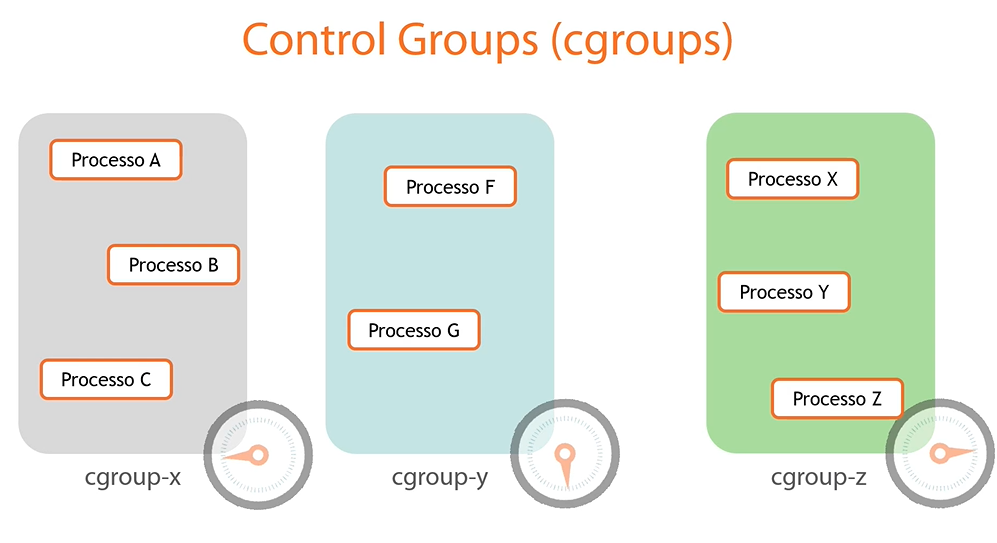 Control Groups (cgroups)
Processo A
Processo B
Processo C
cgroup-x
Processo F
Processo G
cgroup-y
Processo X
Processo Y
Processo Z
cgroup-z